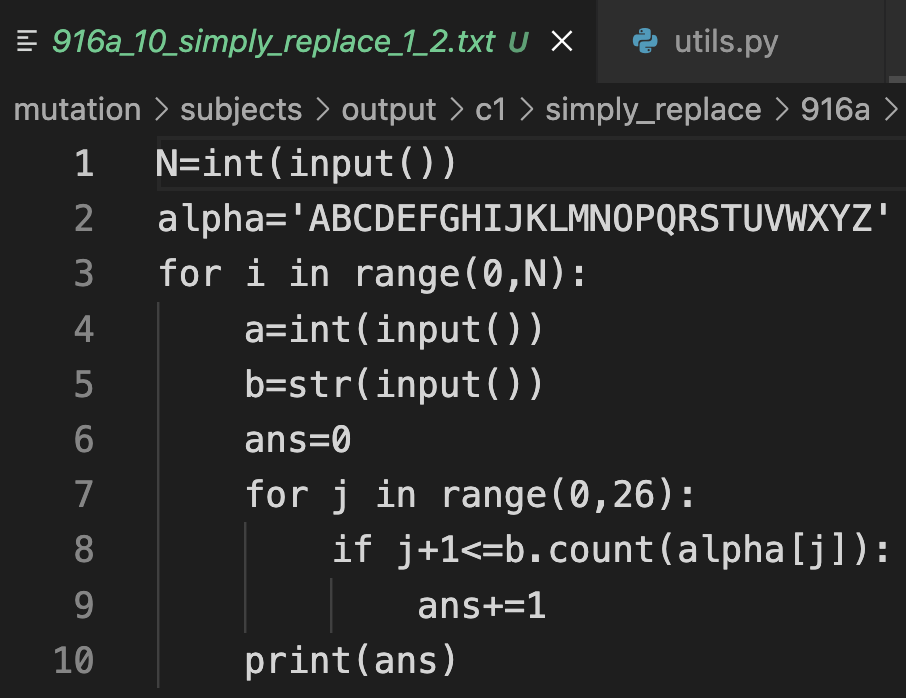 916a_10_simply_replace_1_2.txt U × utils.py
mutation > subjects > output > c1 > simply_replace > 916a >
1 N=int(input())
2 alpha='ABCDEFGHIJKLMNOPQRSTUVWXYZ'
3 for i in range(0,N):
4     a=int(input())
5     b=str(input())
6     ans=0
7     for j in range(0,26):
8         if j+1<=b.count(alpha[j]):
9             ans+=1
10     print(ans)